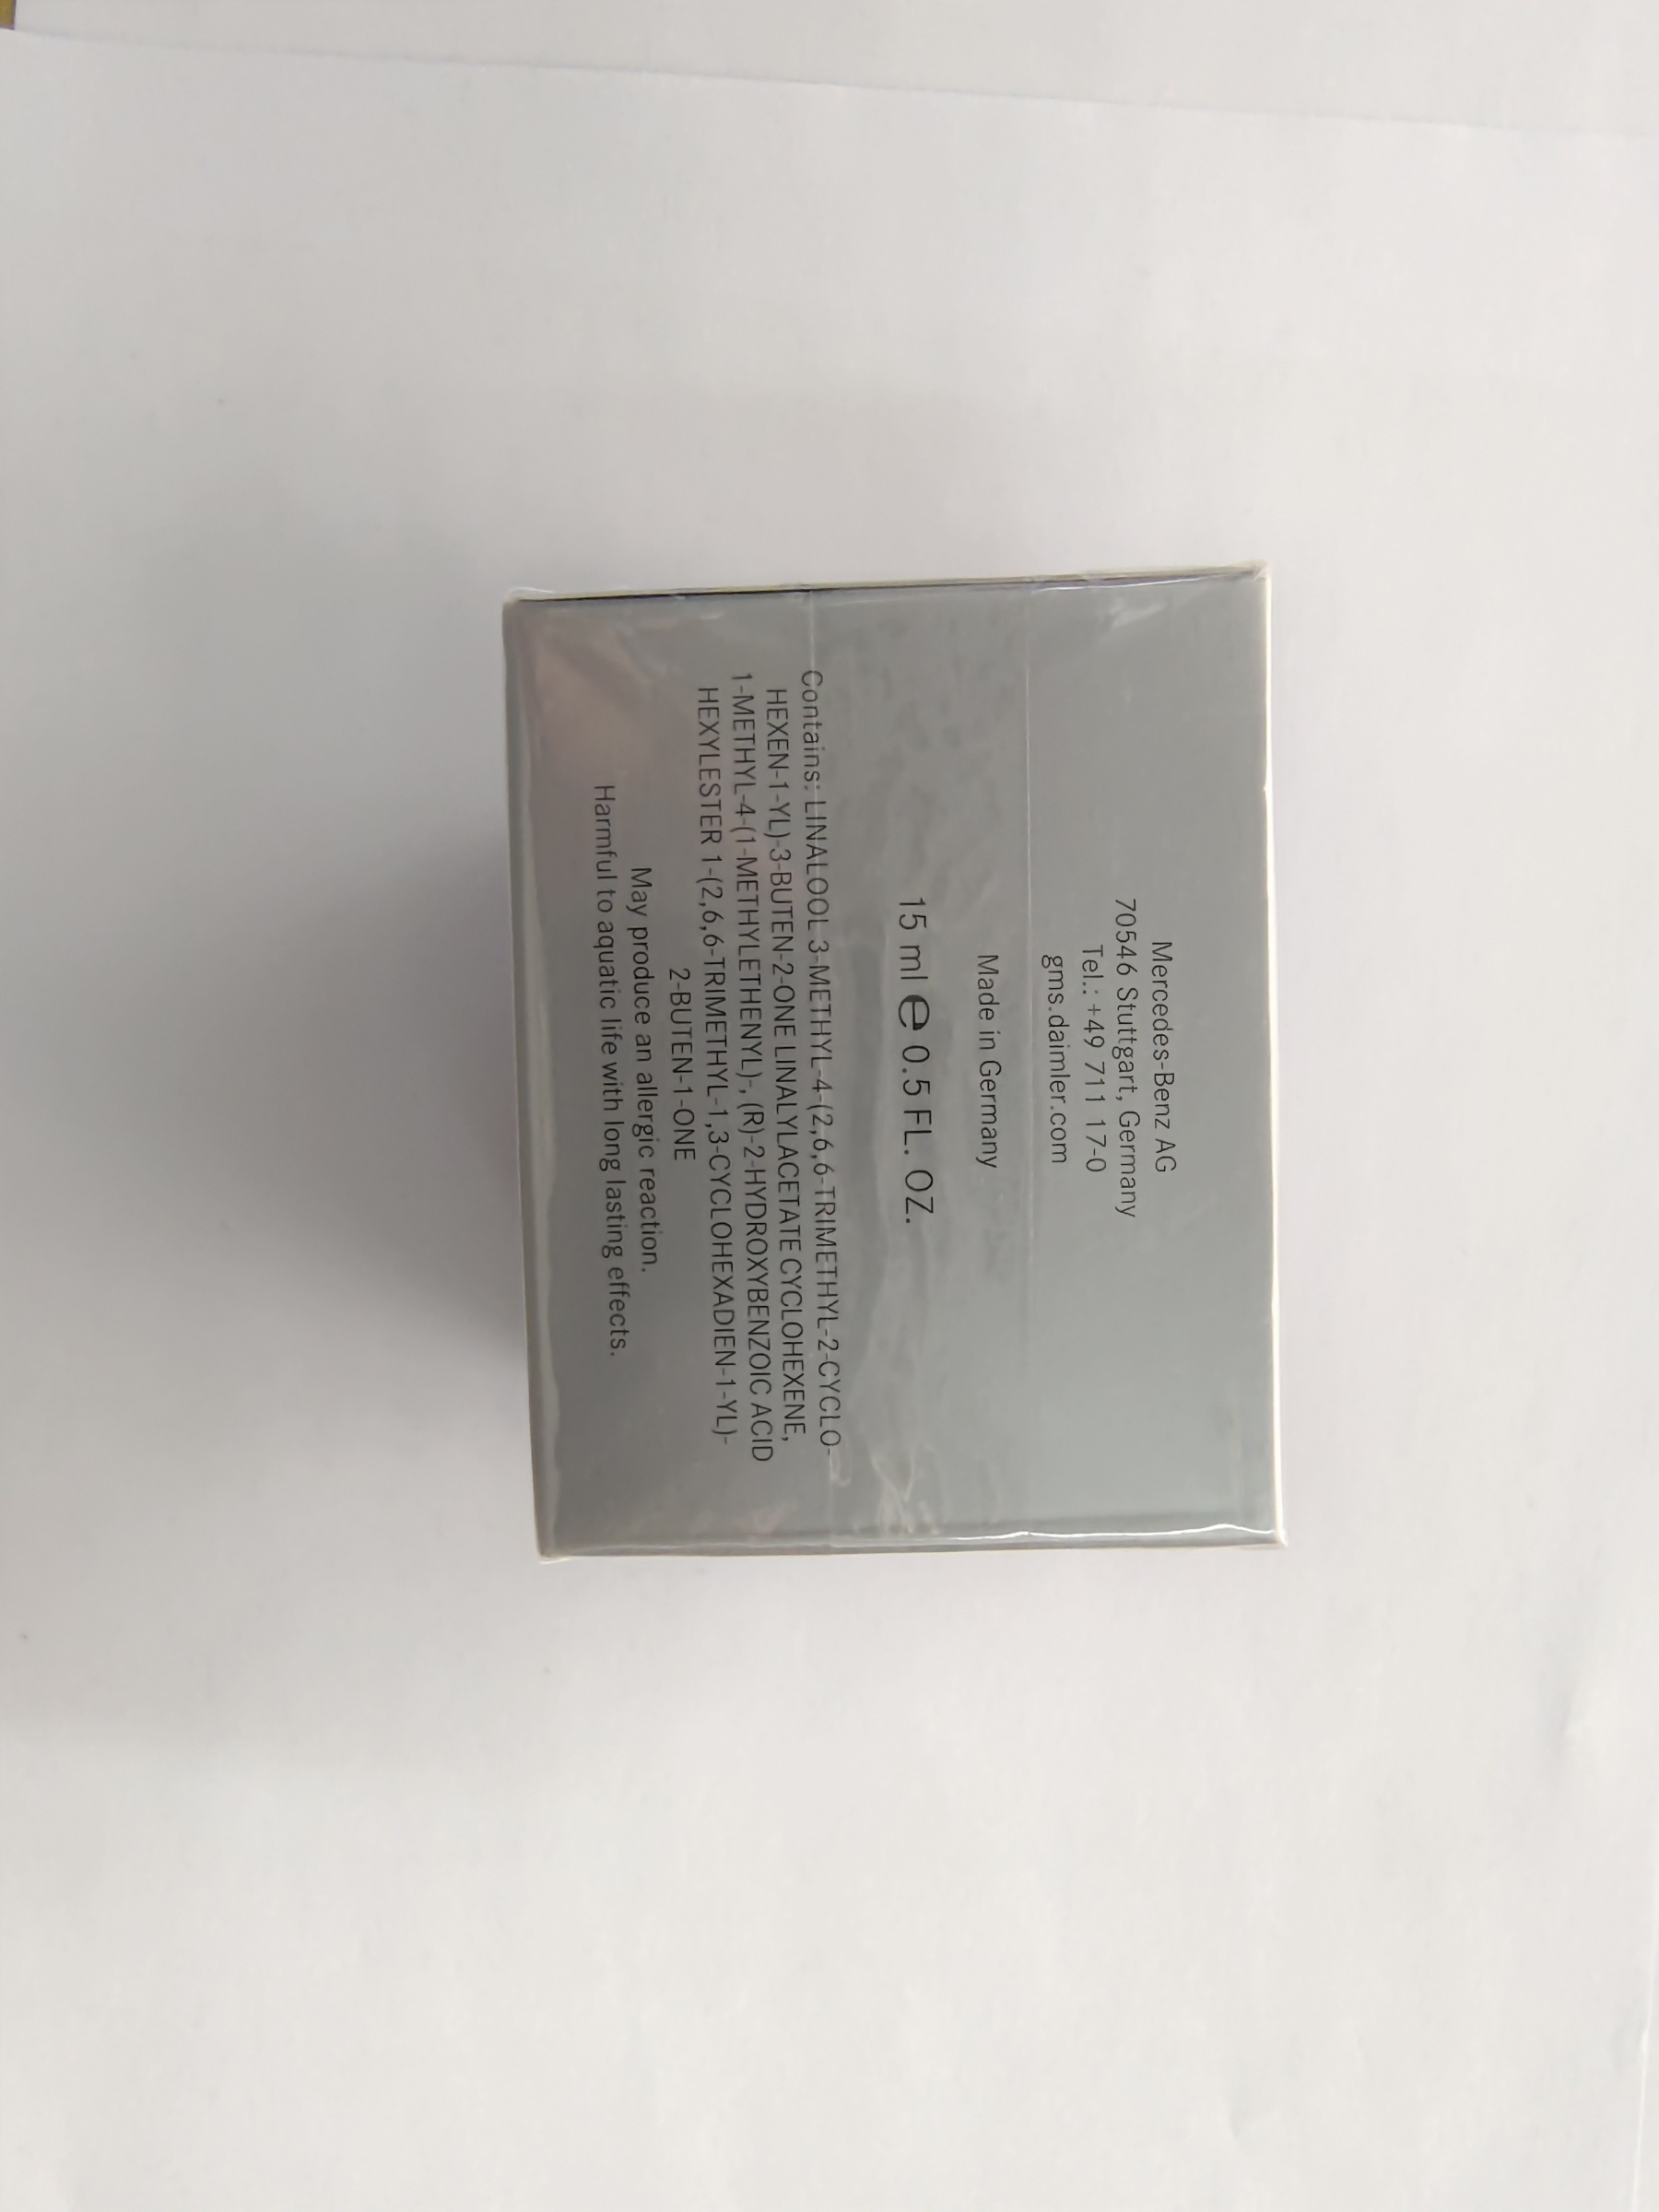 Mercedes-Benz AG
70546 Stuttgart, Germany
Tel.: +49 711 17-0
gms.daimler.com
Made in Germany
15 ml ℮ 0.5 FL. OZ.
Contains: LINALOOL 3-METHYL-4-(2,6,6-TRIMETHYL-2-CYCLO-
HEXEN-1-YL)-3-BUTEN-2-ONE LINALYLACETATE CYCLOHEXENE,
1-METHYL-4-(1-METHYLETHENYL)-, (R)-2-HYDROXYBENZOIC ACID
HEXYLESTER 1-(2,6,6-TRIMETHYL-1,3-CYCLOHEXADIEN-1-YL)-
2-BUTEN-1-ONE
May produce an allergic reaction.
Harmful to aquatic life with long lasting effects.